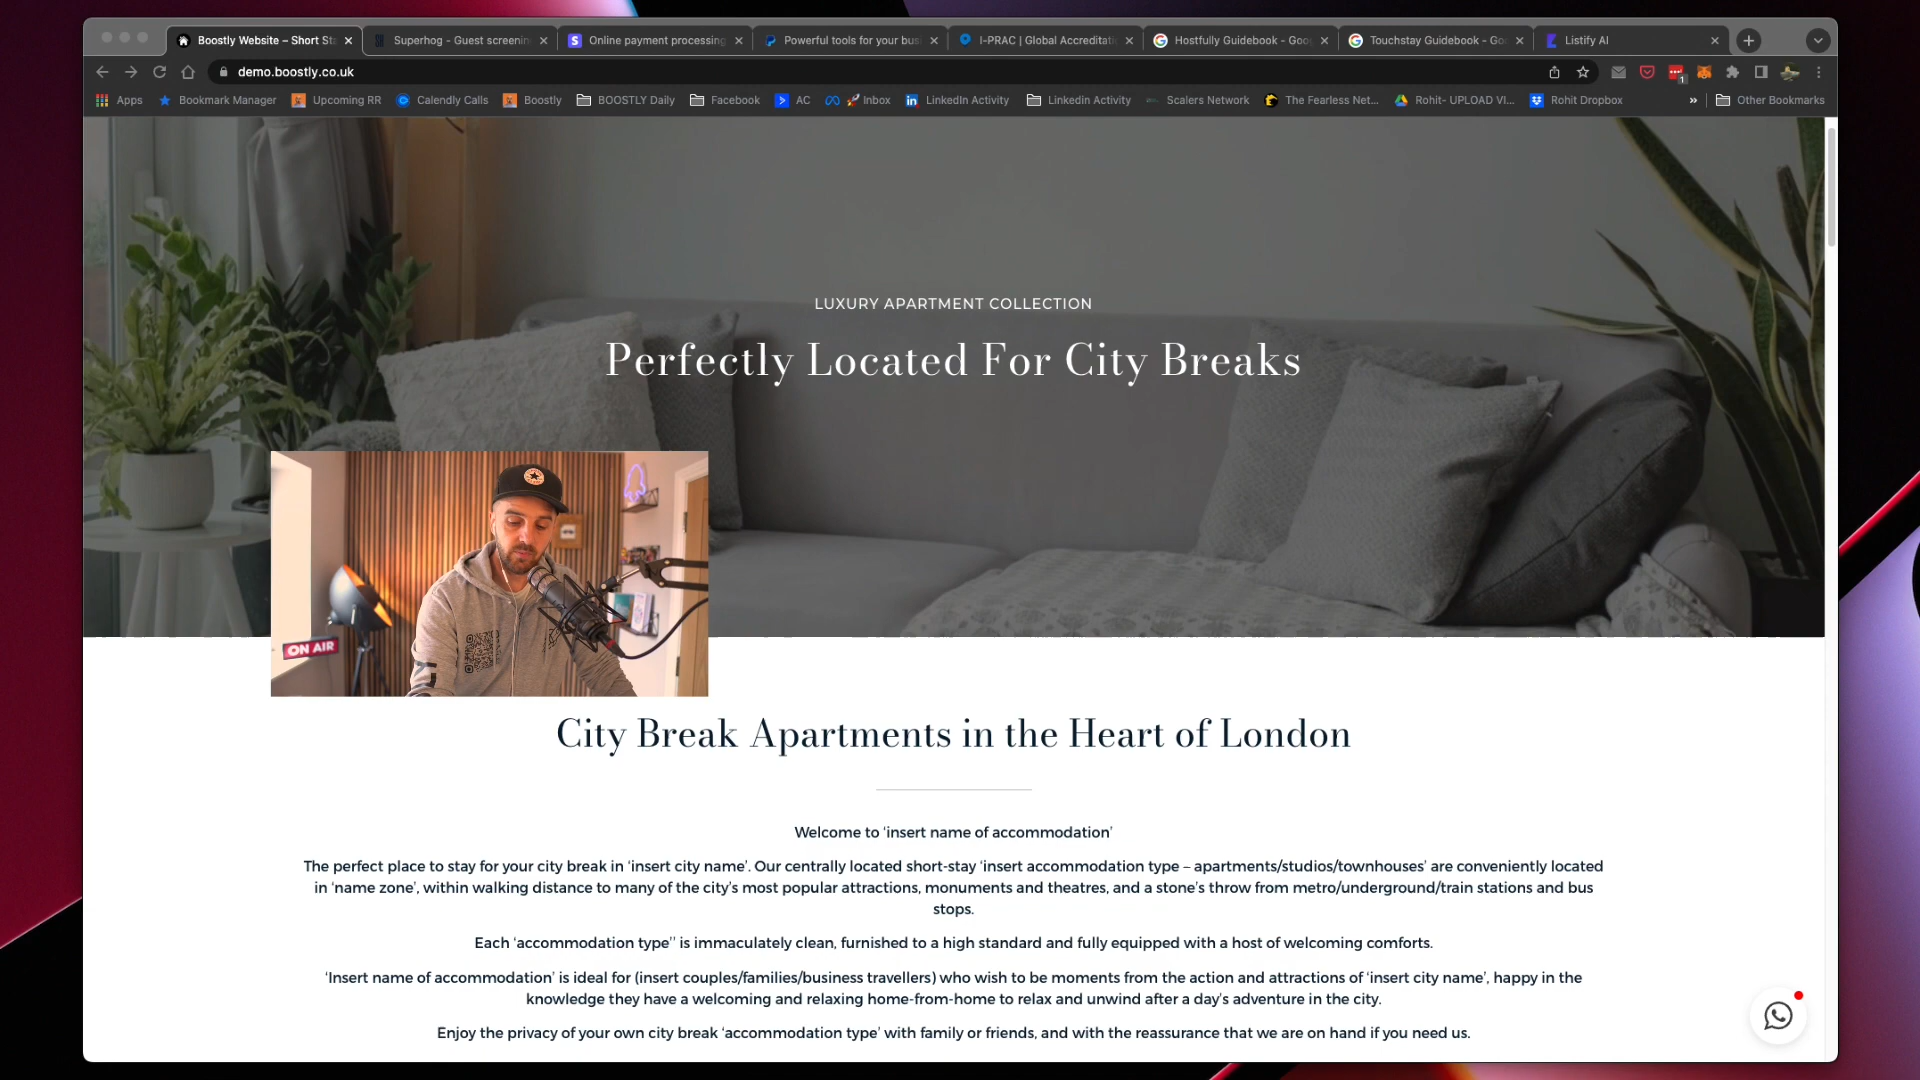 Boostly Website – Short Sta
Superhog - Guest screenin
Online payment processing
Powerful tools for your bus
I-PRAC | Global Accreditati
Hostfully Guidebook - Goo
Touchstay Guidebook - Go
Listify AI
demo.boostly.co.uk
1
Apps
Bookmark Manager
Upcoming RR
Calendly Calls
Boostly
BOOSTLY Daily
Facebook
AC
Inbox
LinkedIn Activity
Linkedin Activity
Scalers Network
The Fearless Net...
Rohit- UPLOAD VI...
Rohit Dropbox
»
Other Bookmarks
LUXURY APARTMENT COLLECTION
Perfectly Located For City Breaks
ON AIR
City Break Apartments in the Heart of London
Welcome to ‘insert name of accommodation’
The perfect place to stay for your city break in ‘insert city name’. Our centrally located short-stay ‘insert accommodation type – apartments/studios/townhouses’ are conveniently located
in ‘name zone’, within walking distance to many of the city’s most popular attractions, monuments and theatres, and a stone’s throw from metro/underground/train stations and bus
stops.
Each ‘accommodation type’’ is immaculately clean, furnished to a high standard and fully equipped with a host of welcoming comforts.
‘Insert name of accommodation’ is ideal for (insert couples/families/business travellers) who wish to be moments from the action and attractions of ‘insert city name’, happy in the
knowledge they have a welcoming and relaxing home-from-home to relax and unwind after a day’s adventure in the city.
Enjoy the privacy of your own city break ‘accommodation type’ with family or friends, and with the reassurance that we are on hand if you need us.